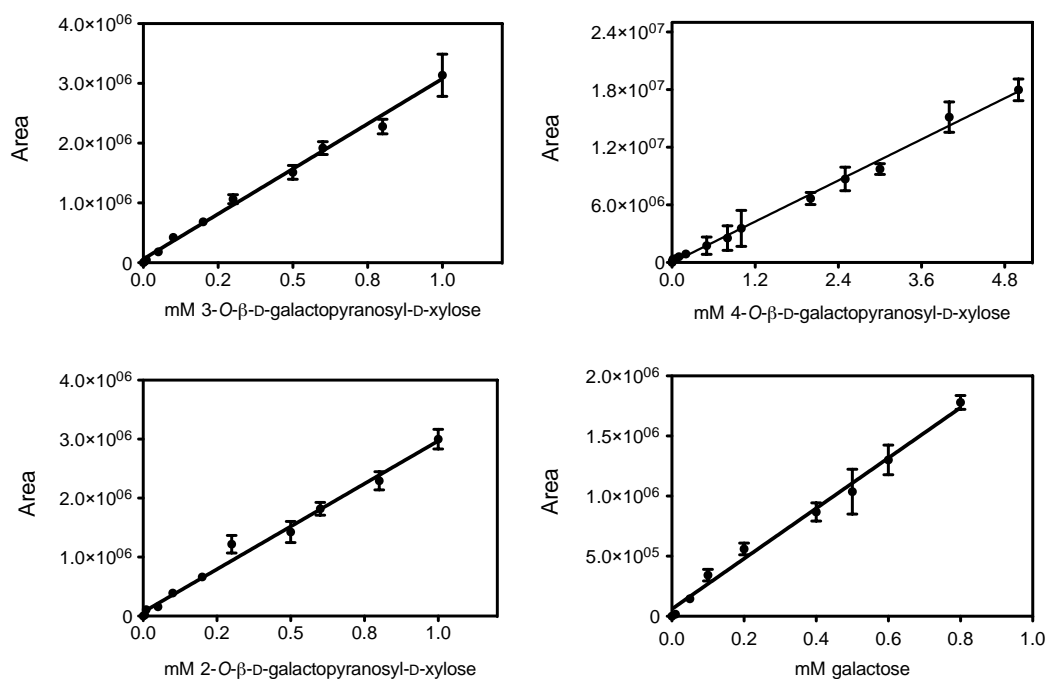 4.0×10⁰⁶
3.0×10⁰⁶
2.0×10⁰⁶
1.0×10⁰⁶
0
Area
0.0 0.2 0.5 0.8 1.0
mM 3-O-β-D-galactopyranosyl-D-xylose
2.4×10⁰⁷
1.8×10⁰⁷
1.2×10⁰⁷
6.0×10⁰⁶
0
Area
0.0 1.2 2.4 3.6 4.8
mM 4-O-β-D-galactopyranosyl-D-xylose
4.0×10⁰⁶
3.0×10⁰⁶
2.0×10⁰⁶
1.0×10⁰⁶
0
Area
0.0 0.2 0.5 0.8 1.0
mM 2-O-β-D-galactopyranosyl-D-xylose
2.0×10⁰⁶
1.5×10⁰⁶
1.0×10⁰⁶
5.0×10⁰⁵
0
Area
0.0 0.2 0.4 0.6 0.8 1.0
mM galactose